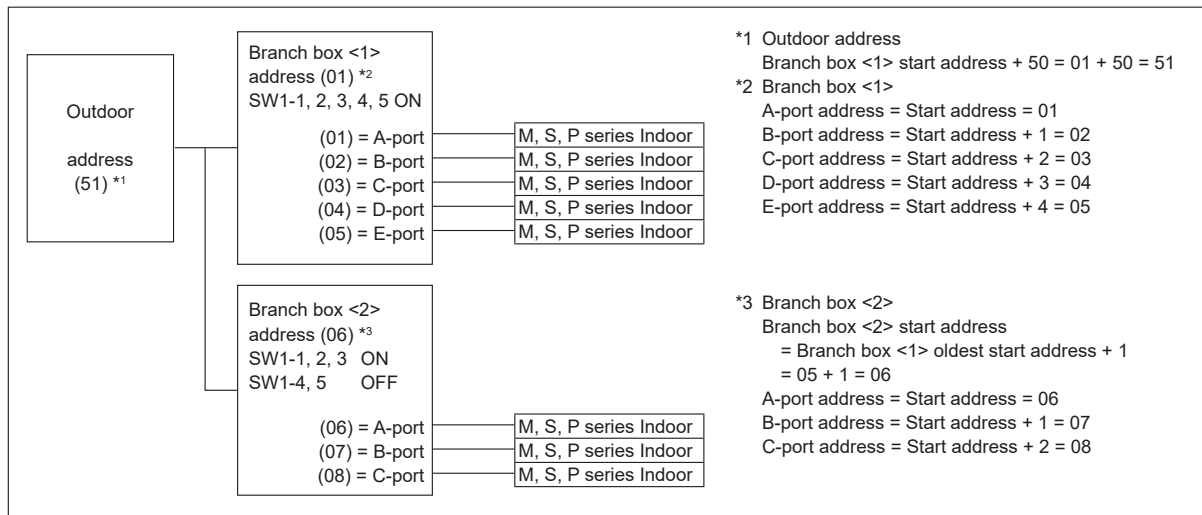 Outdoor
address
(51) *1
Branch box <1>
address (01) *2
SW1-1, 2, 3, 4, 5 ON
(01) = A-port
(02) = B-port
(03) = C-port
(04) = D-port
(05) = E-port
M, S, P series Indoor
M, S, P series Indoor
M, S, P series Indoor
M, S, P series Indoor
M, S, P series Indoor
Branch box <2>
address (06) *3
SW1-1, 2, 3 ON
SW1-4, 5 OFF
(06) = A-port
(07) = B-port
(08) = C-port
M, S, P series Indoor
M, S, P series Indoor
M, S, P series Indoor
*1 Outdoor address
Branch box <1> start address + 50 = 01 + 50 = 51
*2 Branch box <1>
A-port address = Start address = 01
B-port address = Start address + 1 = 02
C-port address = Start address + 2 = 03
D-port address = Start address + 3 = 04
E-port address = Start address + 4 = 05
*3 Branch box <2>
Branch box <2> start address
= Branch box <1> oldest start address + 1
= 05 + 1 = 06
A-port address = Start address = 06
B-port address = Start address + 1 = 07
C-port address = Start address + 2 = 08